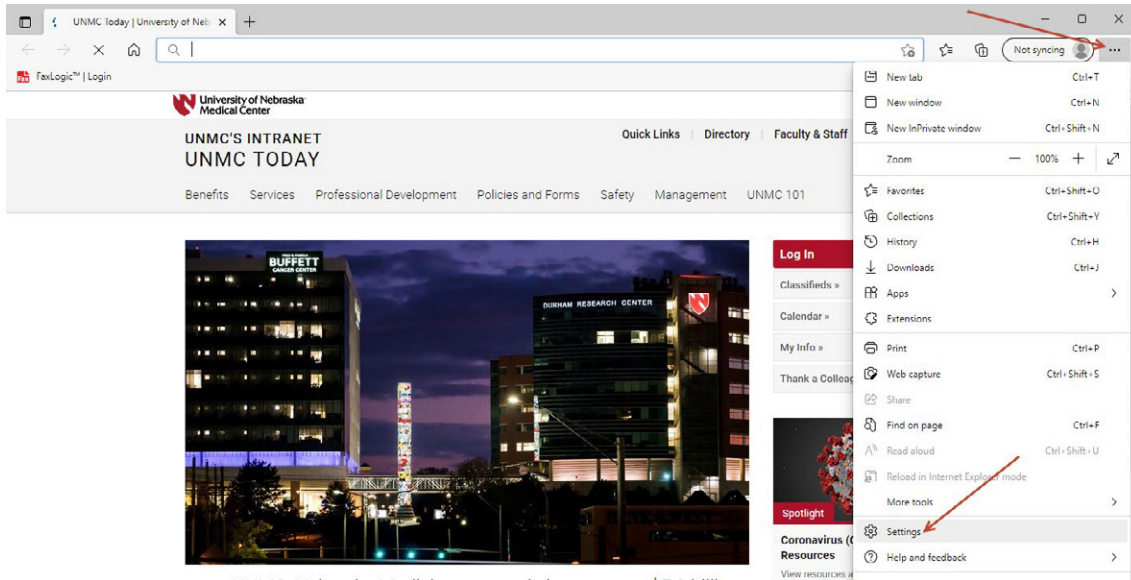 UNMC Today | University of Neb
Not syncing
FaxLogic™ | Login
University of Nebraska
Medical Center
UNMC'S INTRANET
UNMC TODAY
Quick Links | Directory | Faculty & Staff
Benefits Services Professional Development Policies and Forms Safety Management UNMC 101
BUFFETT
CANCER CENTER
DURHAM RESEARCH CENTER
Log In
Classifieds »
Calendar »
My Info »
Thank a Colleag
Spotlight
Coronavirus (C
Resources
View resources a
New tab Ctrl+T
New window Ctrl+N
New InPrivate window Ctrl+Shift+N
Zoom — 100% +
Favorites Ctrl+Shift+O
Collections Ctrl+Shift+Y
History Ctrl+H
Downloads Ctrl+J
Apps
Extensions
Print Ctrl+P
Web capture Ctrl+Shift+S
Share
Find on page Ctrl+F
Read aloud Ctrl+Shift+U
Reload in Internet Explorer mode
More tools
Settings
Help and feedback